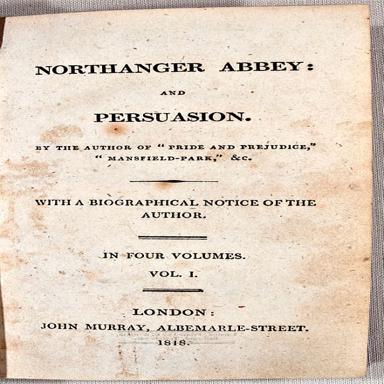 NORTHANGER ABBEY:
AND
PERSUASION.
BY THE AUTHOR OF "PRIDE AND PREJUDICE,"
"MANSFIELD-PARK," &C.
WITH A BIOGRAPHICAL NOTICE OF THE
AUTHOR.
IN FOUR VOLUMES.
VOL. I.
LONDON:
JOHN MURRAY, ALBEMARLE-STREET.
1818.